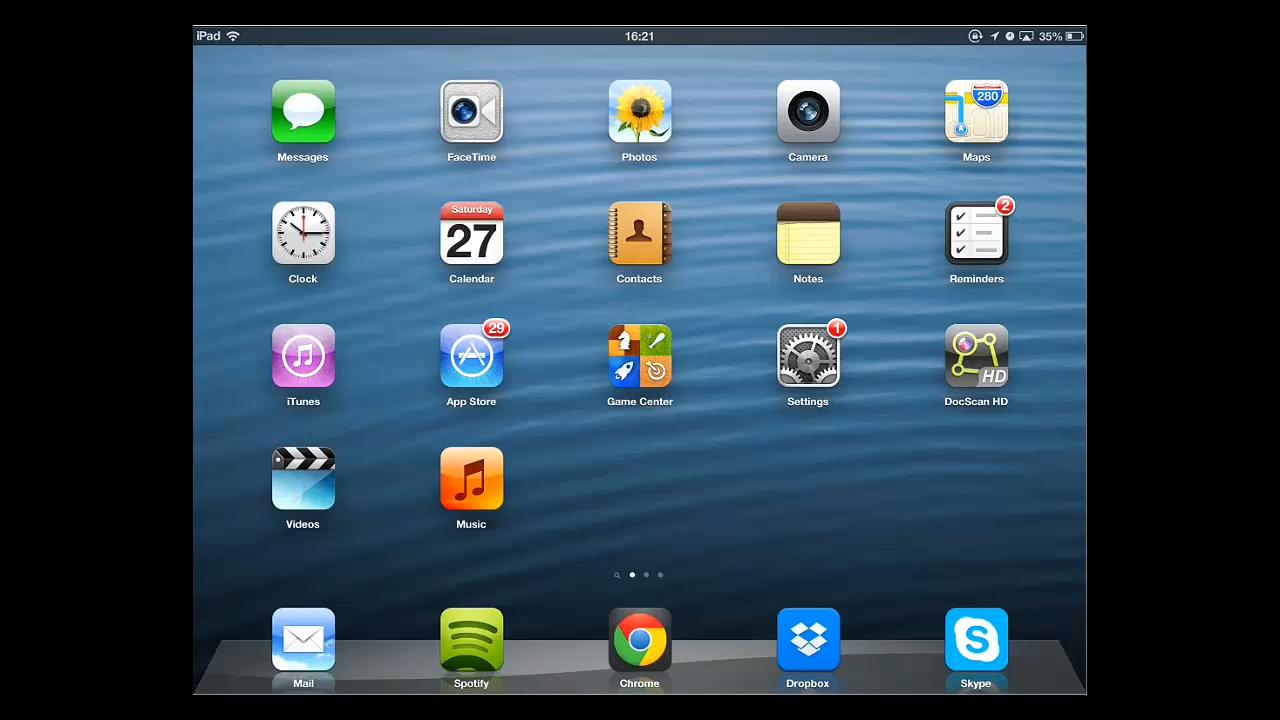 iPad 16:21 35%
280
Messages FaceTime Photos Camera Maps
Saturday
27
2
Clock Calendar Contacts Notes Reminders
29 1
HD
iTunes App Store Game Center Settings DocScan HD
Videos Music
Mail Spotify Chrome Dropbox Skype